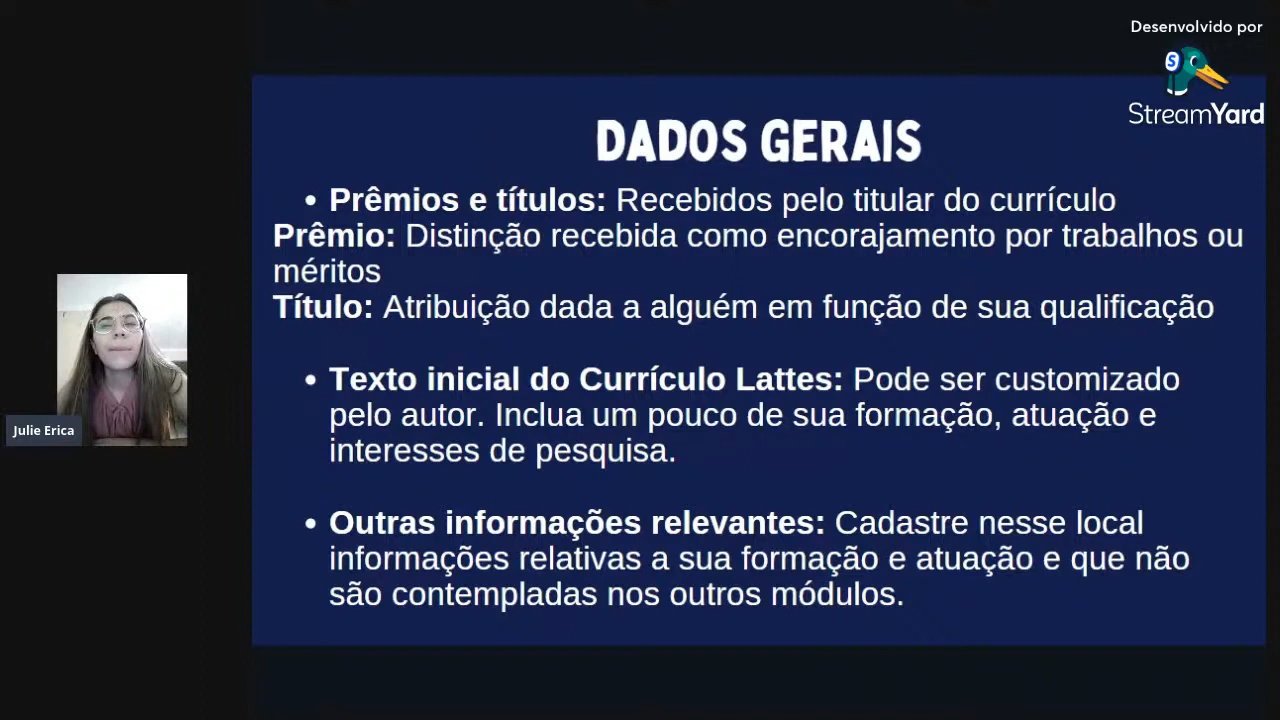 Desenvolvido por
StreamYard
DADOS GERAIS
• Prêmios e títulos: Recebidos pelo titular do currículo
Prêmio: Distinção recebida como encorajamento por trabalhos ou
méritos
Título: Atribuição dada a alguém em função de sua qualificação
• Texto inicial do Currículo Lattes: Pode ser customizado
pelo autor. Inclua um pouco de sua formação, atuação e
interesses de pesquisa.
• Outras informações relevantes: Cadastre nesse local
informações relativas a sua formação e atuação e que não
são contempladas nos outros módulos.
Julie Erica